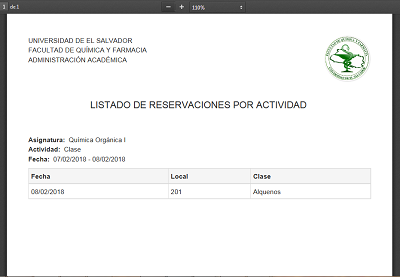 1 de 1 110%
UNIVERSIDAD DE EL SALVADOR
FACULTAD DE QUÍMICA Y FARMACIA
ADMINISTRACIÓN ACADÉMICA
LISTADO DE RESERVACIONES POR ACTIVIDAD
Asignatura: Química Orgánica I
Actividad: Clase
Fecha: 07/02/2018 - 08/02/2018
Fecha Local Clase
08/02/2018 201 Alquenos